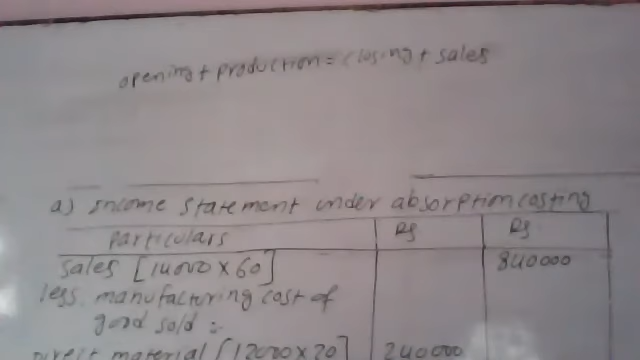 opening + production = closing + sales
a) Income statement under absorption costing
particulars Rs Rs
sales [14000 x 60] 840000
less: manufacturing cost of
good sold:-
Direct material [12000 x 20] 240000